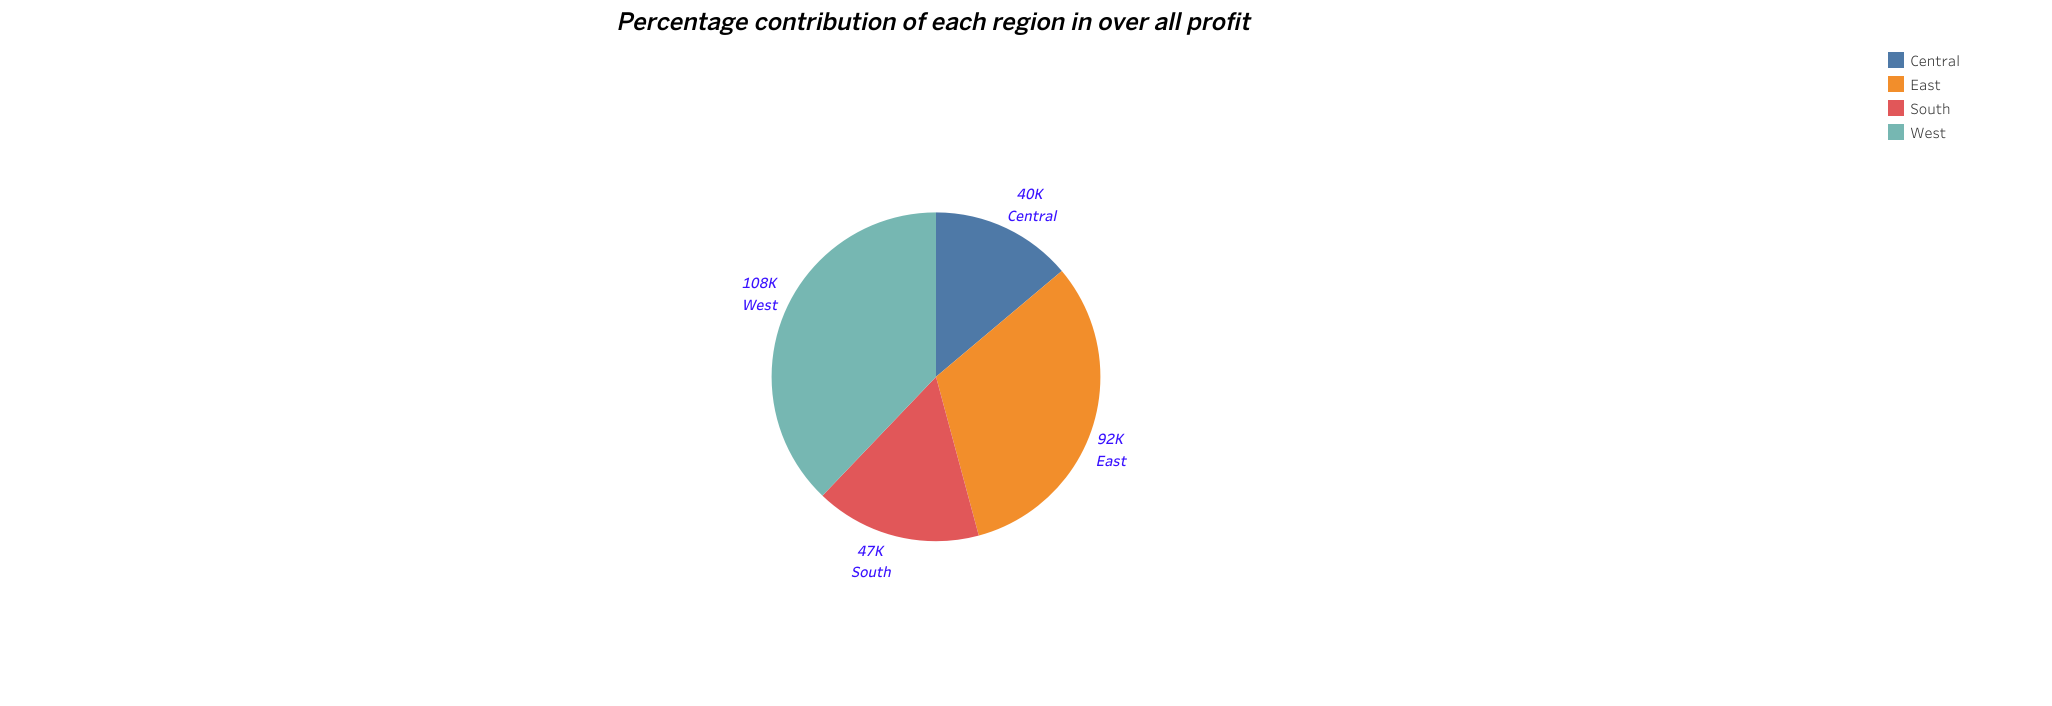 Percentage contribution of each region in over all profit
Central
East
South
West
40K
Central
108K
West
92K
East
47K
South